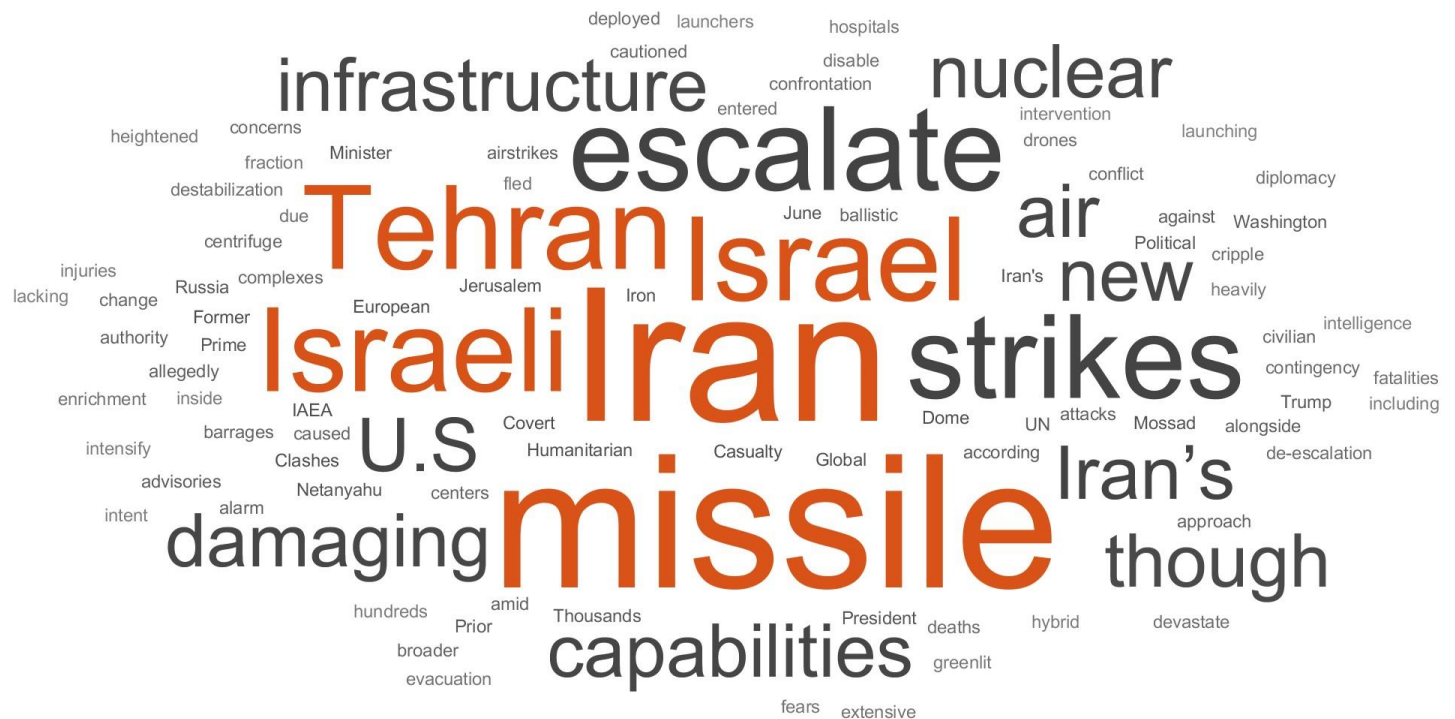 deployed
launchers
hospitals
cautioned
disable
infrastructure
nuclear
confrontation
entered
escalate
intervention
heightened
concerns
launching
drones
fraction
Minister
airstrikes
conflict
destabilization
fled
diplomacy
Tehran
air
due
June
ballistic
against
Washington
centrifuge
Israel
Political
cripple
injuries
complexes
Iran's
new
lacking
change
Russia
Jerusalem
Iron
heavily
European
Former
Israeli
Iran
strikes
intelligence
authority
Prime
civilian
allegedly
contingency
fatalities
enrichment
inside
IAEA
Trump
including
U.S
Covert
Dome
UN
attacks
Mossad
alongside
barrages
caused
intensify
Humanitarian
Casualty
Global
according
de-escalation
Clashes
Iran’s
advisories
Netanyahu
centers
missile
intent
alarm
approach
damaging
though
hundreds
amid
Thousands
President
deaths
hybrid
devastate
Prior
capabilities
broader
greenlit
evacuation
fears
extensive